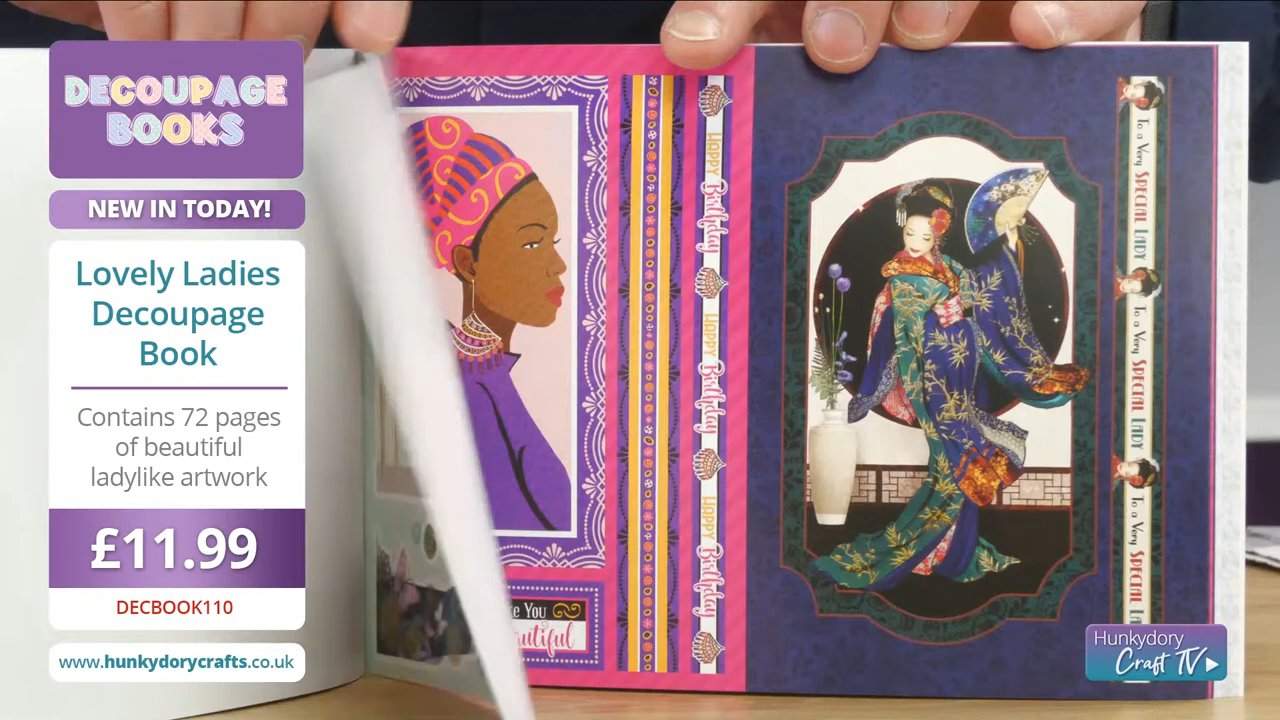 DECOUPAGE
BOOKS
NEW IN TODAY!
Lovely Ladies
Decoupage
Book
Contains 72 pages
of beautiful
ladylike artwork
£11.99
DECBOOK110
www.hunkydorycrafts.co.uk
Happy Birthday
Happy Birthday
Happy Birthday
You
To a Very SPECIAL LADY
To a Very SPECIAL LADY
To a Very SPECIAL
Hunkydory
Craft TV